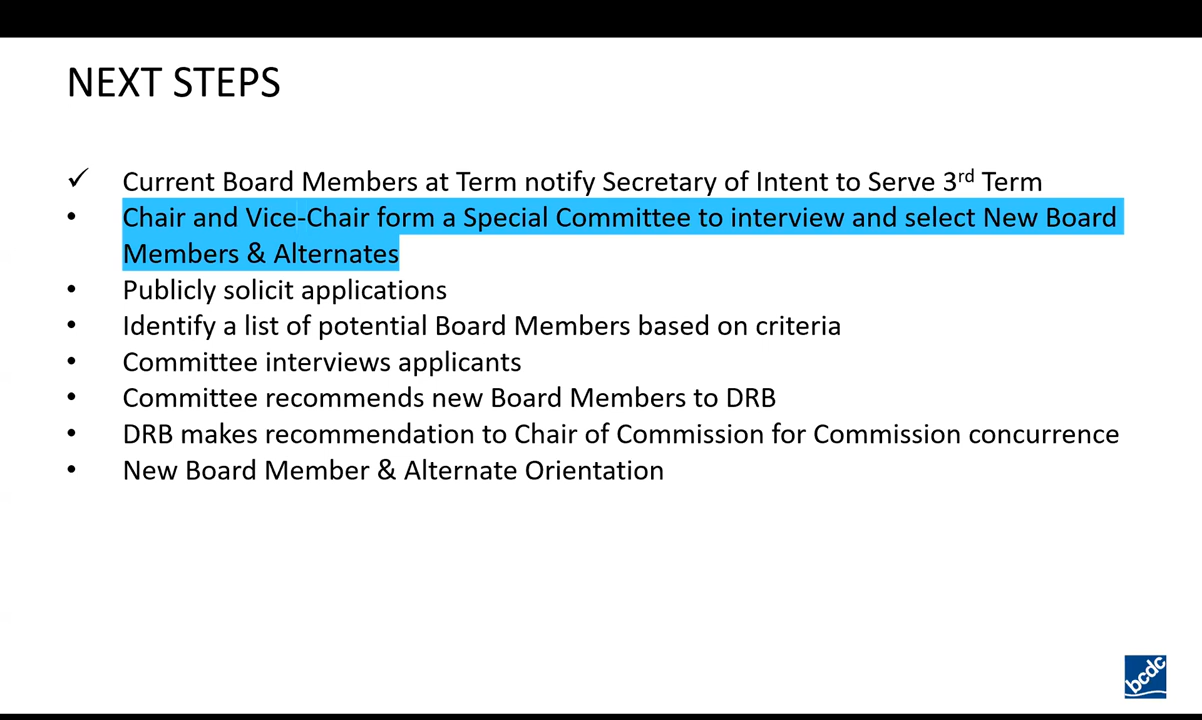 NEXT STEPS
✓ Current Board Members at Term notify Secretary of Intent to Serve 3rd Term
• Chair and Vice-Chair form a Special Committee to interview and select New Board
Members & Alternates
• Publicly solicit applications
• Identify a list of potential Board Members based on criteria
• Committee interviews applicants
• Committee recommends new Board Members to DRB
• DRB makes recommendation to Chair of Commission for Commission concurrence
• New Board Member & Alternate Orientation
bcdc